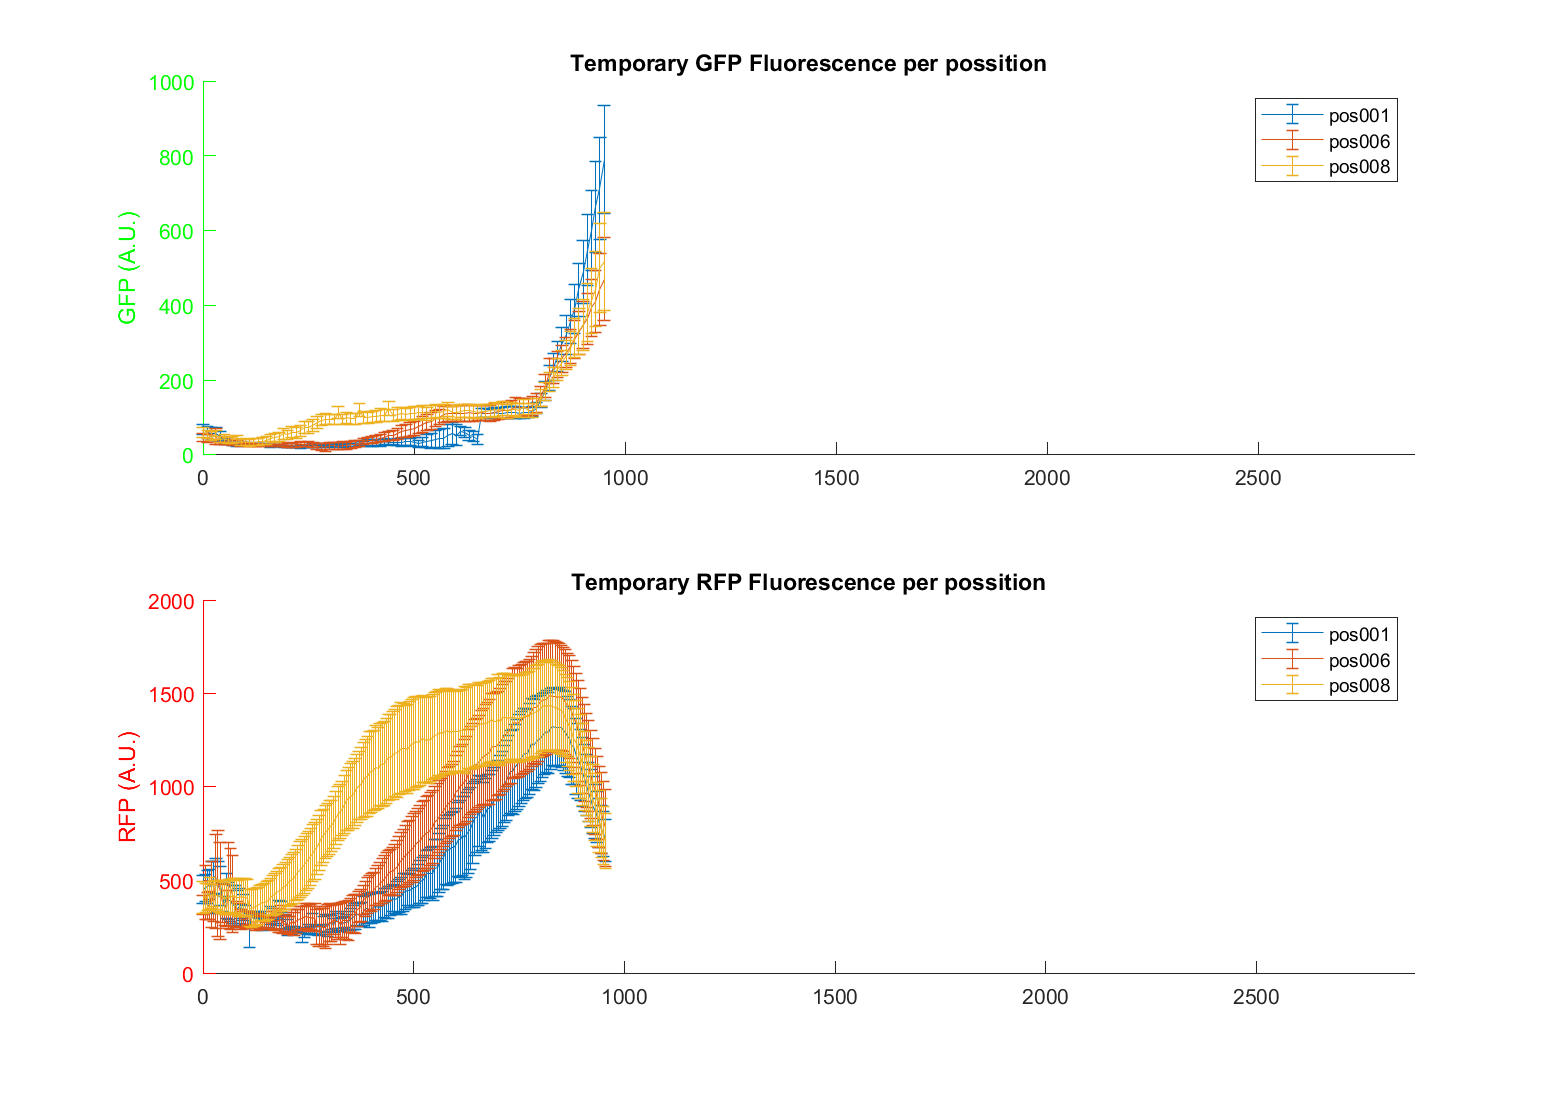 Temporary GFP Fluorescence per possition
1000
800
600
400
200
0
GFP (A.U.)
0 500 1000 1500 2000 2500
pos001
pos006
pos008
Temporary RFP Fluorescence per possition
2000
1500
1000
500
0
RFP (A.U.)
0 500 1000 1500 2000 2500
pos001
pos006
pos008